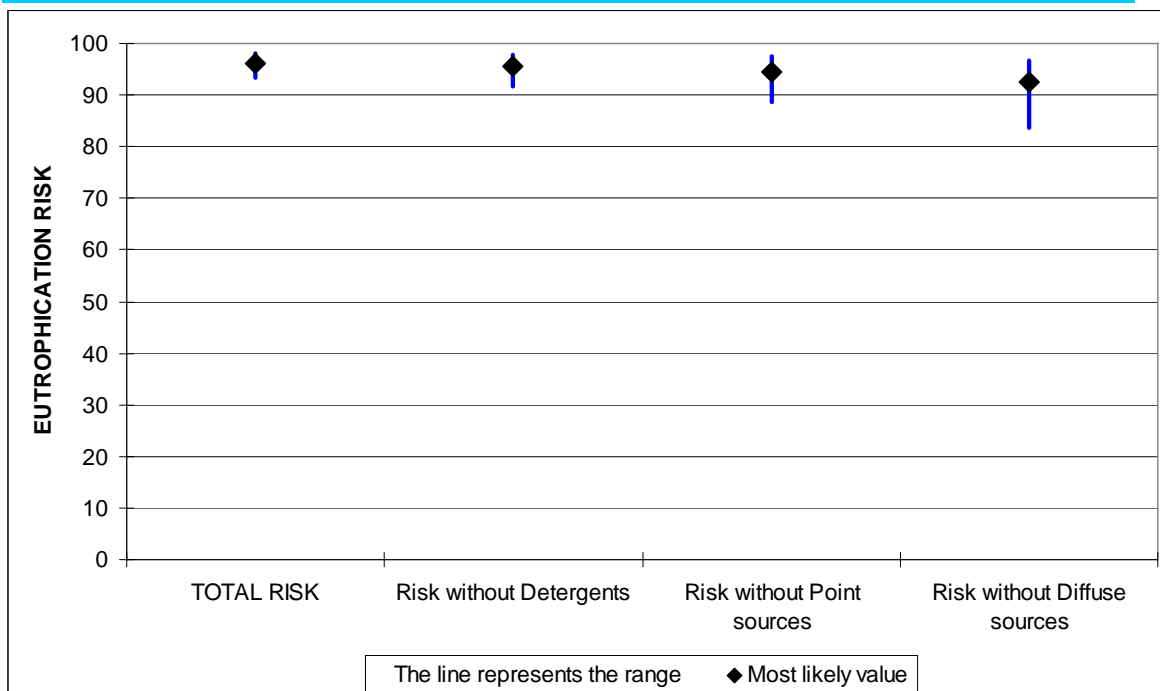 EUTROPHICATION RISK
100
90
80
70
60
50
40
30
20
10
0
TOTAL RISK
Risk without Detergents
Risk without Point
sources
Risk without Diffuse
sources
The line represents the range
Most likely value